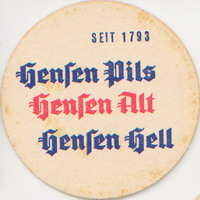 SEIT 1793
Hensen Pils
Hensen Alt
Hensen Hell